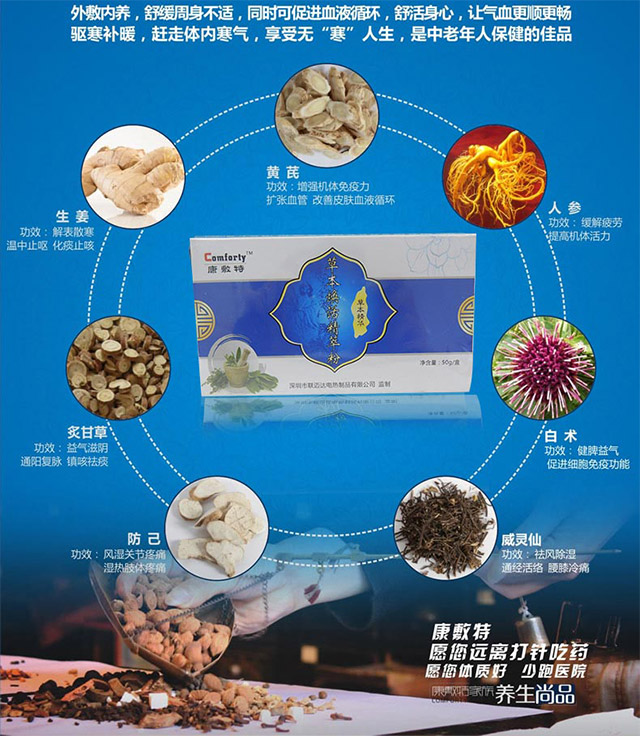 外敷内养，舒缓周身不适，同时可促进血液循环，舒活身心，让气血更顺更畅
驱寒补暖，赶走体内寒气，享受无“寒”人生，是中老年人保健的佳品
黄芪
功效：增强机体免疫力
扩张血管 改善皮肤血液循环
生姜
功效：解表散寒
温中止呕 化痰止咳
人参
功效：缓解疲劳
提高机体活力
Comforty™
康敷特
草本焕活精萃粉
草本精华
净含量：50g/盒
深圳市联迈达电热制品有限公司 监制
炙甘草
功效：益气滋阴
通阳复脉 镇咳祛痰
白术
功效：健脾益气
促进细胞免疫功能
防己
功效：风湿关节疼痛
湿热肢体疼痛
威灵仙
功效：祛风除湿
通经活络 腰膝冷痛
康敷特
愿您远离打针吃药
愿您体质好 少跑医院
养生尚品